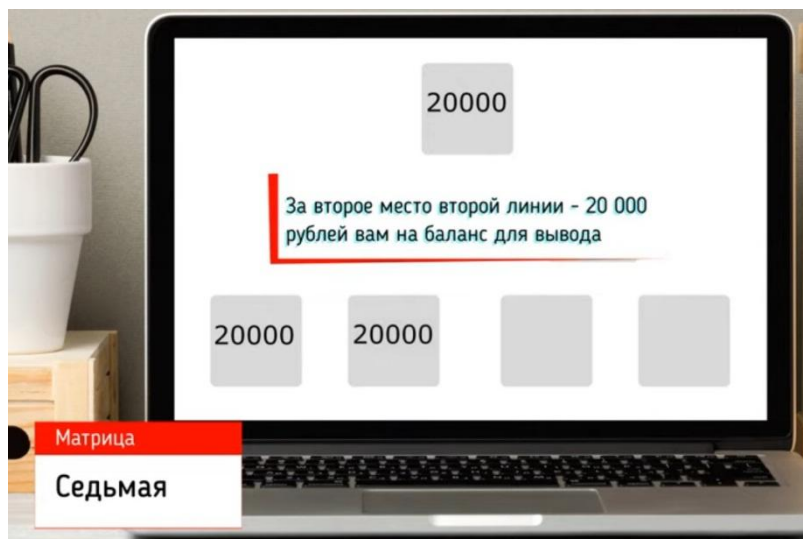 20000
За второе место второй линии - 20 000
рублей вам на баланс для вывода
20000
20000
Матрица
Седьмая